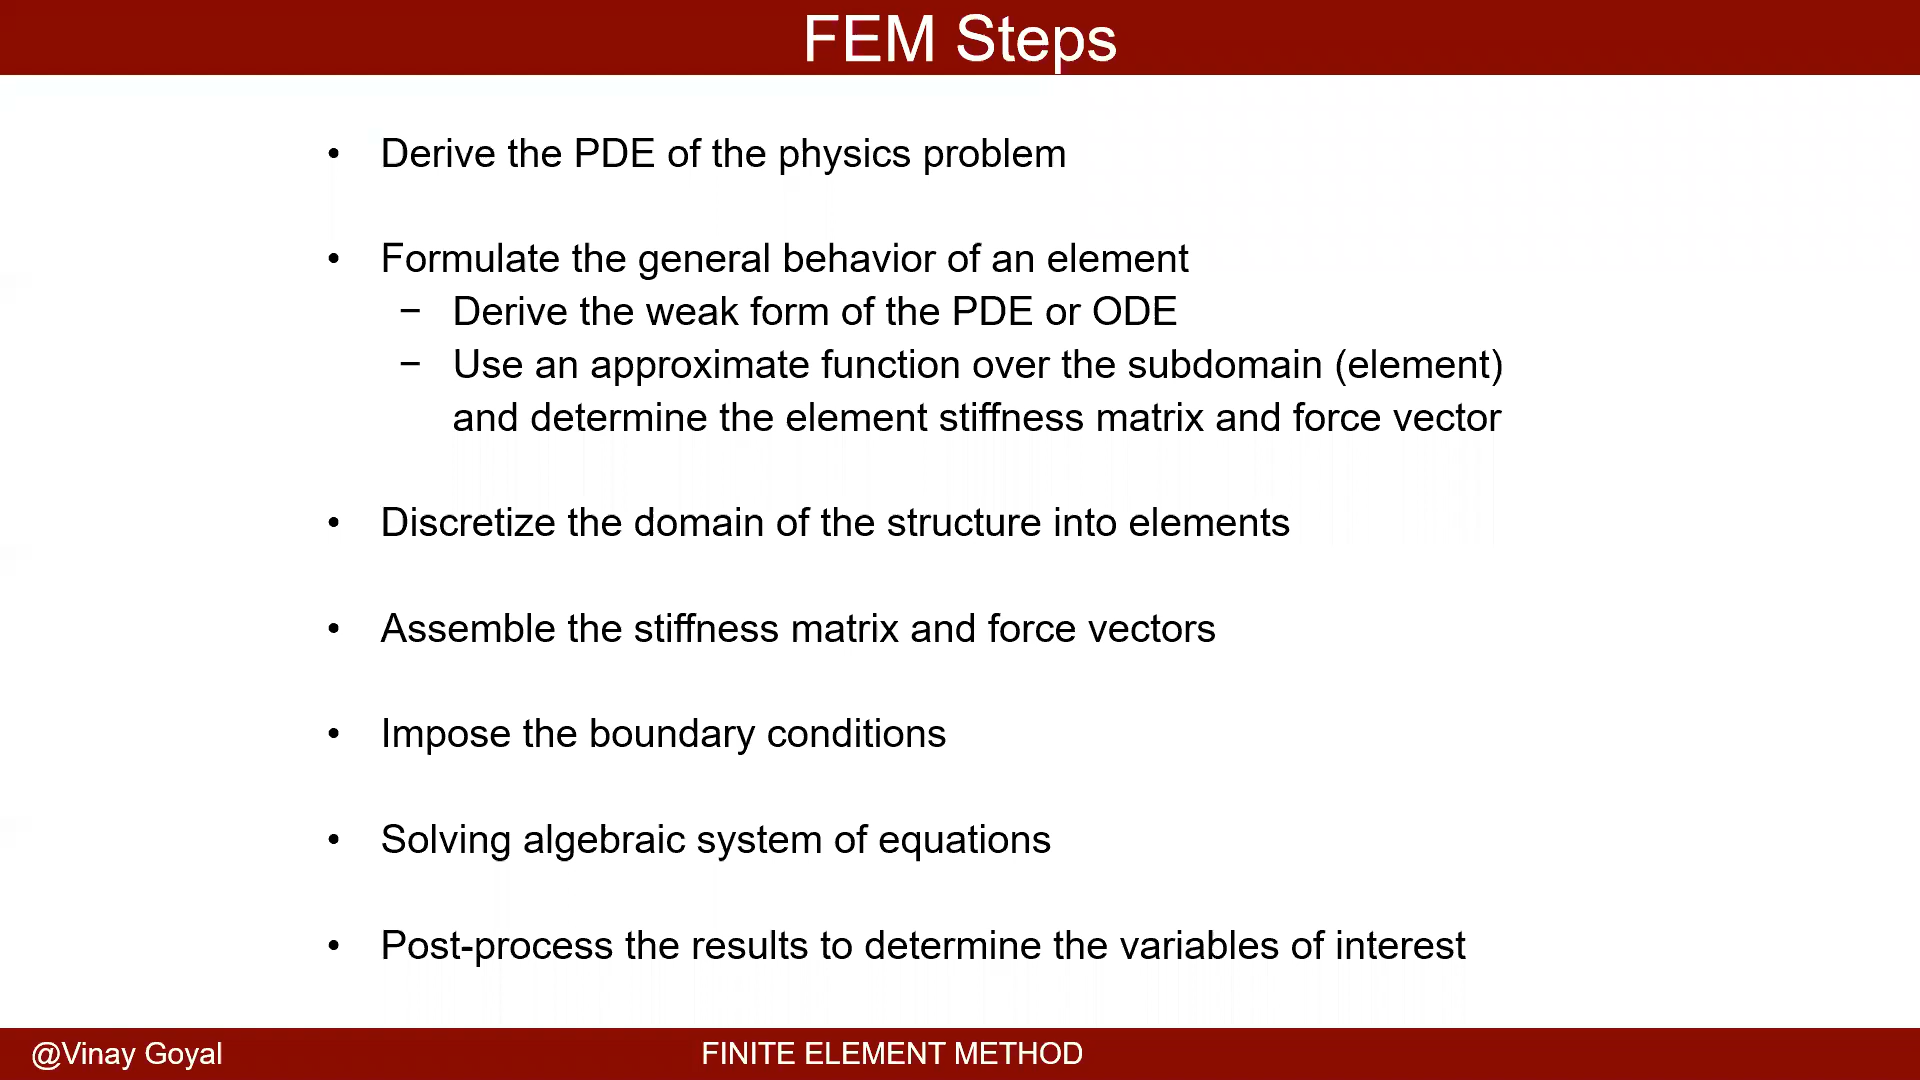 FEM Steps
• Derive the PDE of the physics problem
• Formulate the general behavior of an element
− Derive the weak form of the PDE or ODE
− Use an approximate function over the subdomain (element)
and determine the element stiffness matrix and force vector
• Discretize the domain of the structure into elements
• Assemble the stiffness matrix and force vectors
• Impose the boundary conditions
• Solving algebraic system of equations
• Post-process the results to determine the variables of interest
@Vinay Goyal
FINITE ELEMENT METHOD